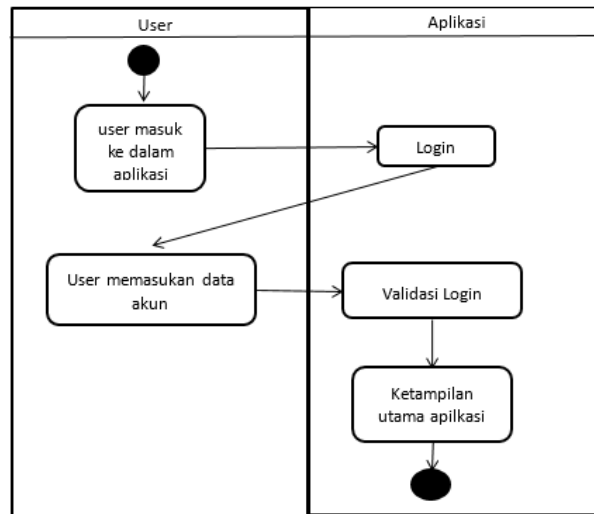 User
Aplikasi
user masuk
ke dalam
aplikasi
Login
User memasukan data
akun
Validasi Login
Ketampilan
utama apilkasi